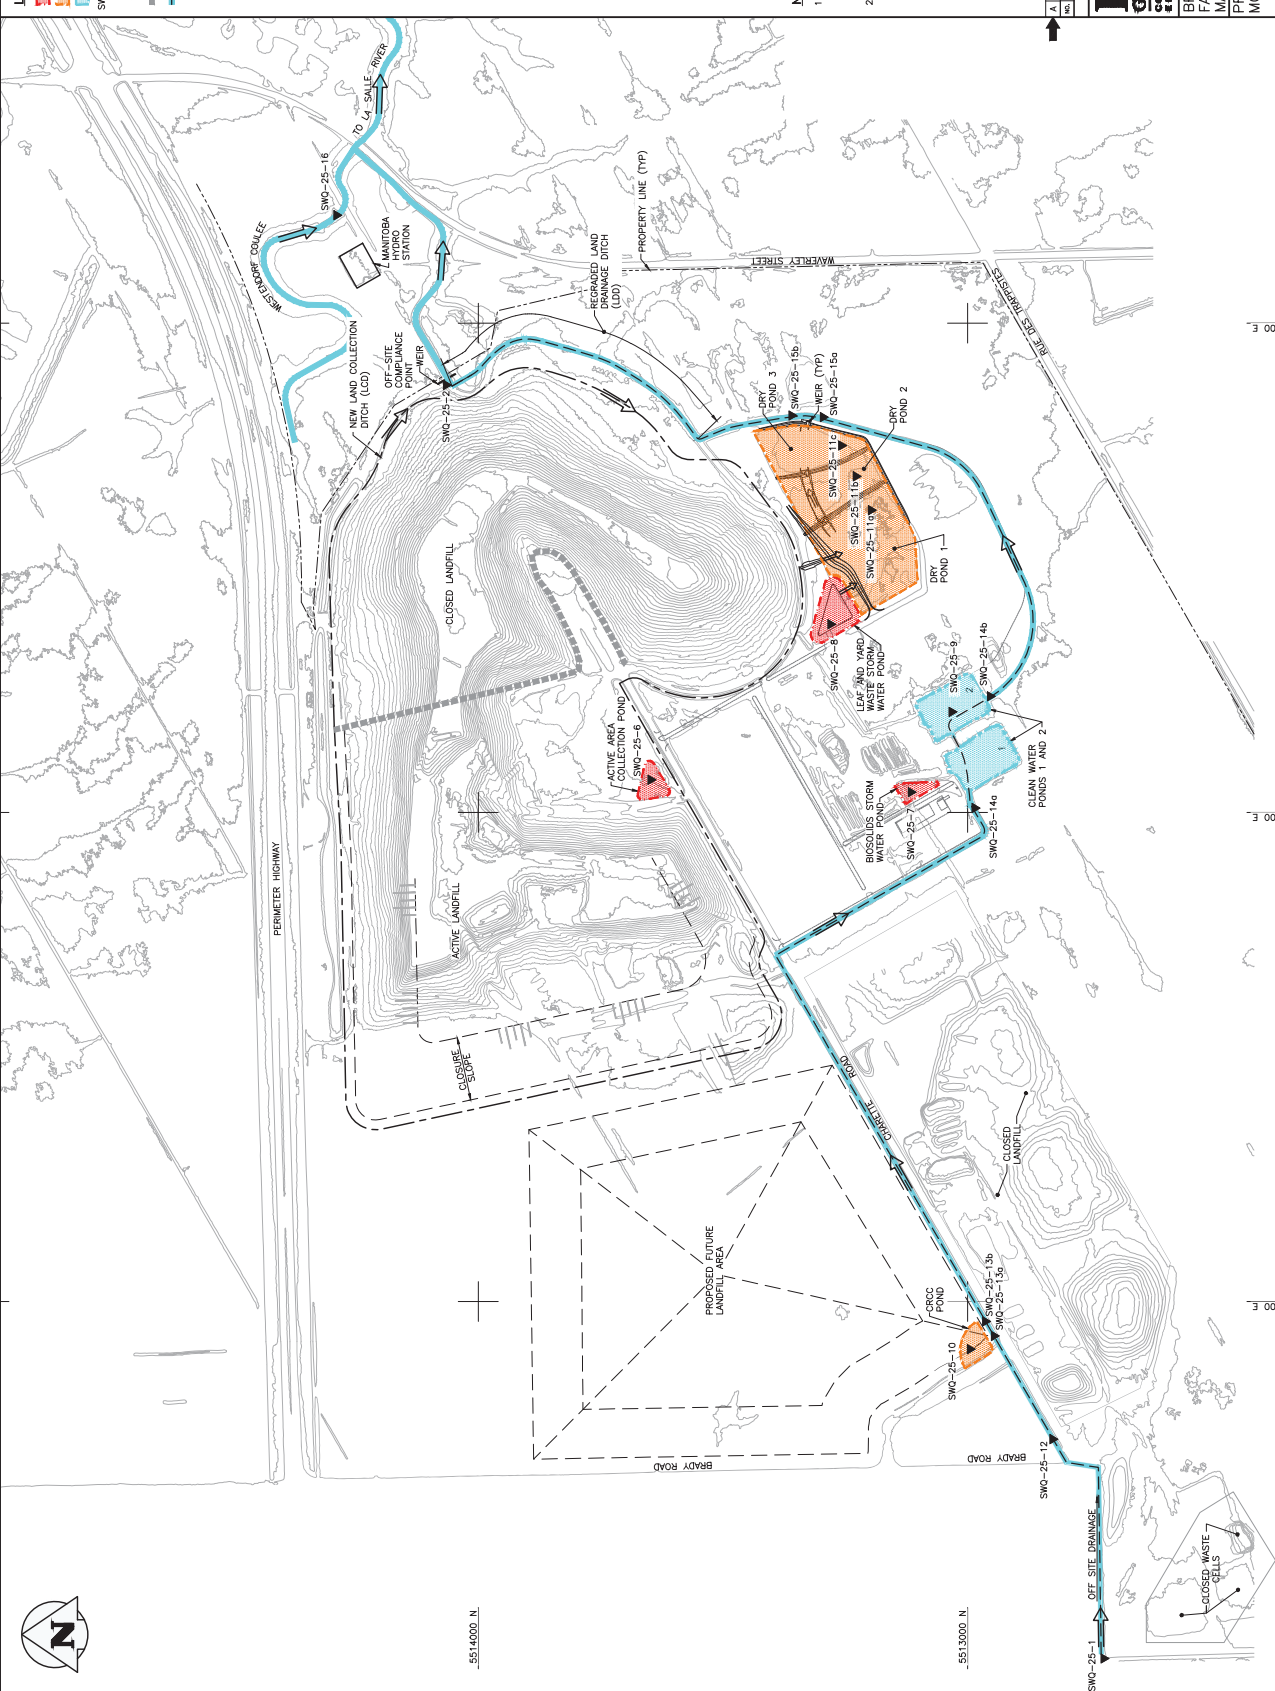 TO LA SALLE RIVER
SWQ-25-16
WESTENDORF COULEE
MANITOBA
HYDRO
STATION
NEW LAND COLLECTION
DITCH (LCD)
OFF-SITE
COMPLIANCE
POINT
WEIR
SWQ-25-2
REGRADED LAND
DRAINAGE DITCH
(LDD)
PROPERTY LINE (TYP)
WAVERLEY STREET
RUE DES TRAPPISTES
DRY
POND 3
SWQ-25-15b
WEIR (TYP)
SWQ-25-15a
DRY
POND 2
SWQ-25-11c
SWQ-25-11b
SWQ-25-11a
DRY
POND 1
CLOSED LANDFILL
SWQ-25-8
LEAF AND YARD
WASTE STORM
WATER POND
SWQ-25-9
SWQ-25-14b
2
1
CLEAN WATER
PONDS 1 AND 2
ACTIVE AREA
COLLECTION POND
SWQ-25-6
BIOSOLIDS STORM
WATER POND
SWQ-25-7
SWQ-25-14a
PERIMETER HIGHWAY
ACTIVE LANDFILL
CLOSURE
SLOPE
CHARETTE ROAD
CLOSED
LANDFILL
PROPOSED FUTURE
LANDFILL AREA
CRCC
POND
SWQ-25-13b
SWQ-25-13a
SWQ-25-10
BRADY ROAD
BRADY ROAD
SWQ-25-12
OFF SITE DRAINAGE
SWQ-25-1
CLOSED WASTE
CELLS
N
5514000 N
5513000 N
A
NO.
1
2